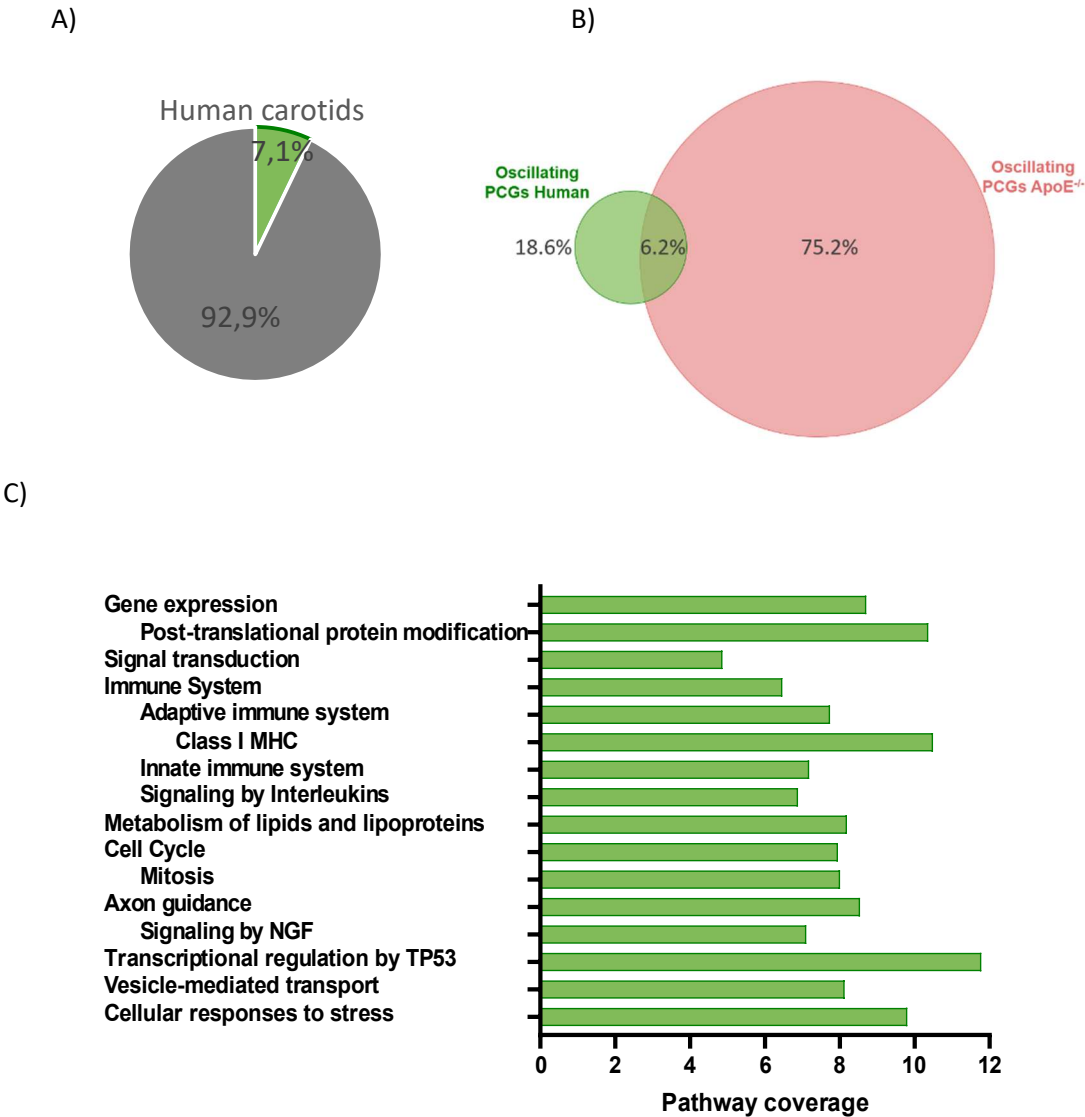 A)
B)
Human carotids
7,1%
92,9%
Oscillating
PCGs Human
Oscillating
PCGs ApoE-/-
18.6%
6.2%
75.2%
C)
Gene expression
Post-translational protein modification
Signal transduction
Immune System
Adaptive immune system
Class I MHC
Innate immune system
Signaling by Interleukins
Metabolism of lipids and lipoproteins
Cell Cycle
Mitosis
Axon guidance
Signaling by NGF
Transcriptional regulation by TP53
Vesicle-mediated transport
Cellular responses to stress
0 2 4 6 8 10 12
Pathway coverage